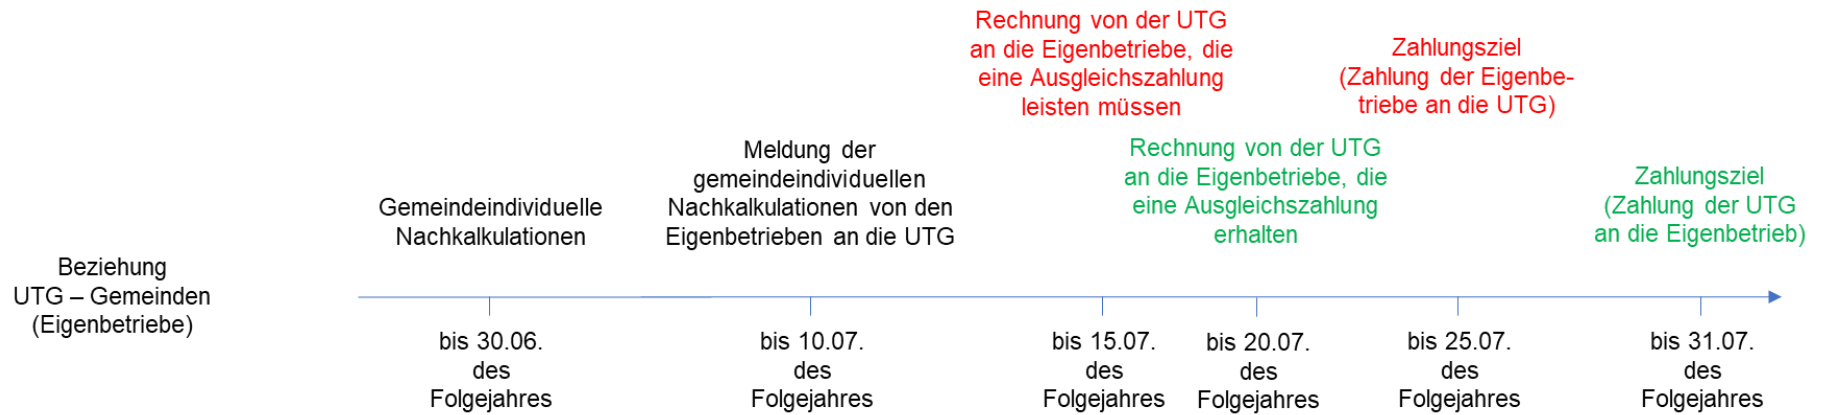 Rechnung von der UTG
an die Eigenbetriebe, die
eine Ausgleichszahlung
leisten müssen
Zahlungsziel
(Zahlung der Eigenbe-
triebe an die UTG)
Meldung der
gemeindeindividuellen
Nachkalkulationen von den
Eigenbetrieben an die UTG
Rechnung von der UTG
an die Eigenbetriebe, die
eine Ausgleichszahlung
erhalten
Zahlungsziel
(Zahlung der UTG
an die Eigenbetrieb)
Gemeindeindividuelle
Nachkalkulationen
Beziehung
UTG – Gemeinden
(Eigenbetriebe)
bis 30.06.
des
Folgejahres
bis 10.07.
des
Folgejahres
bis 15.07.
des
Folgejahres
bis 20.07.
des
Folgejahres
bis 25.07.
des
Folgejahres
bis 31.07.
des
Folgejahres